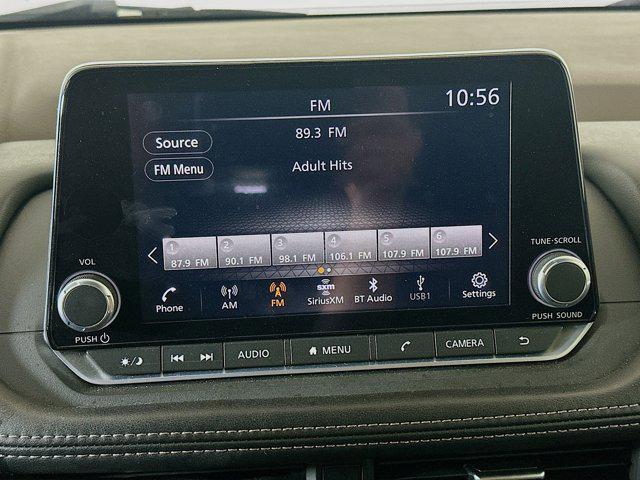 FM
10:56
89.3 FM
Source
Adult Hits
FM Menu
1 2 3 4 5 6
87.9 FM 90.1 FM 98.1 FM 106.1 FM 107.9 FM 107.9 FM
VOL
TUNE·SCROLL
Phone AM FM sxm SiriusXM BT Audio USB1 Settings
PUSH
PUSH SOUND
AUDIO MENU CAMERA